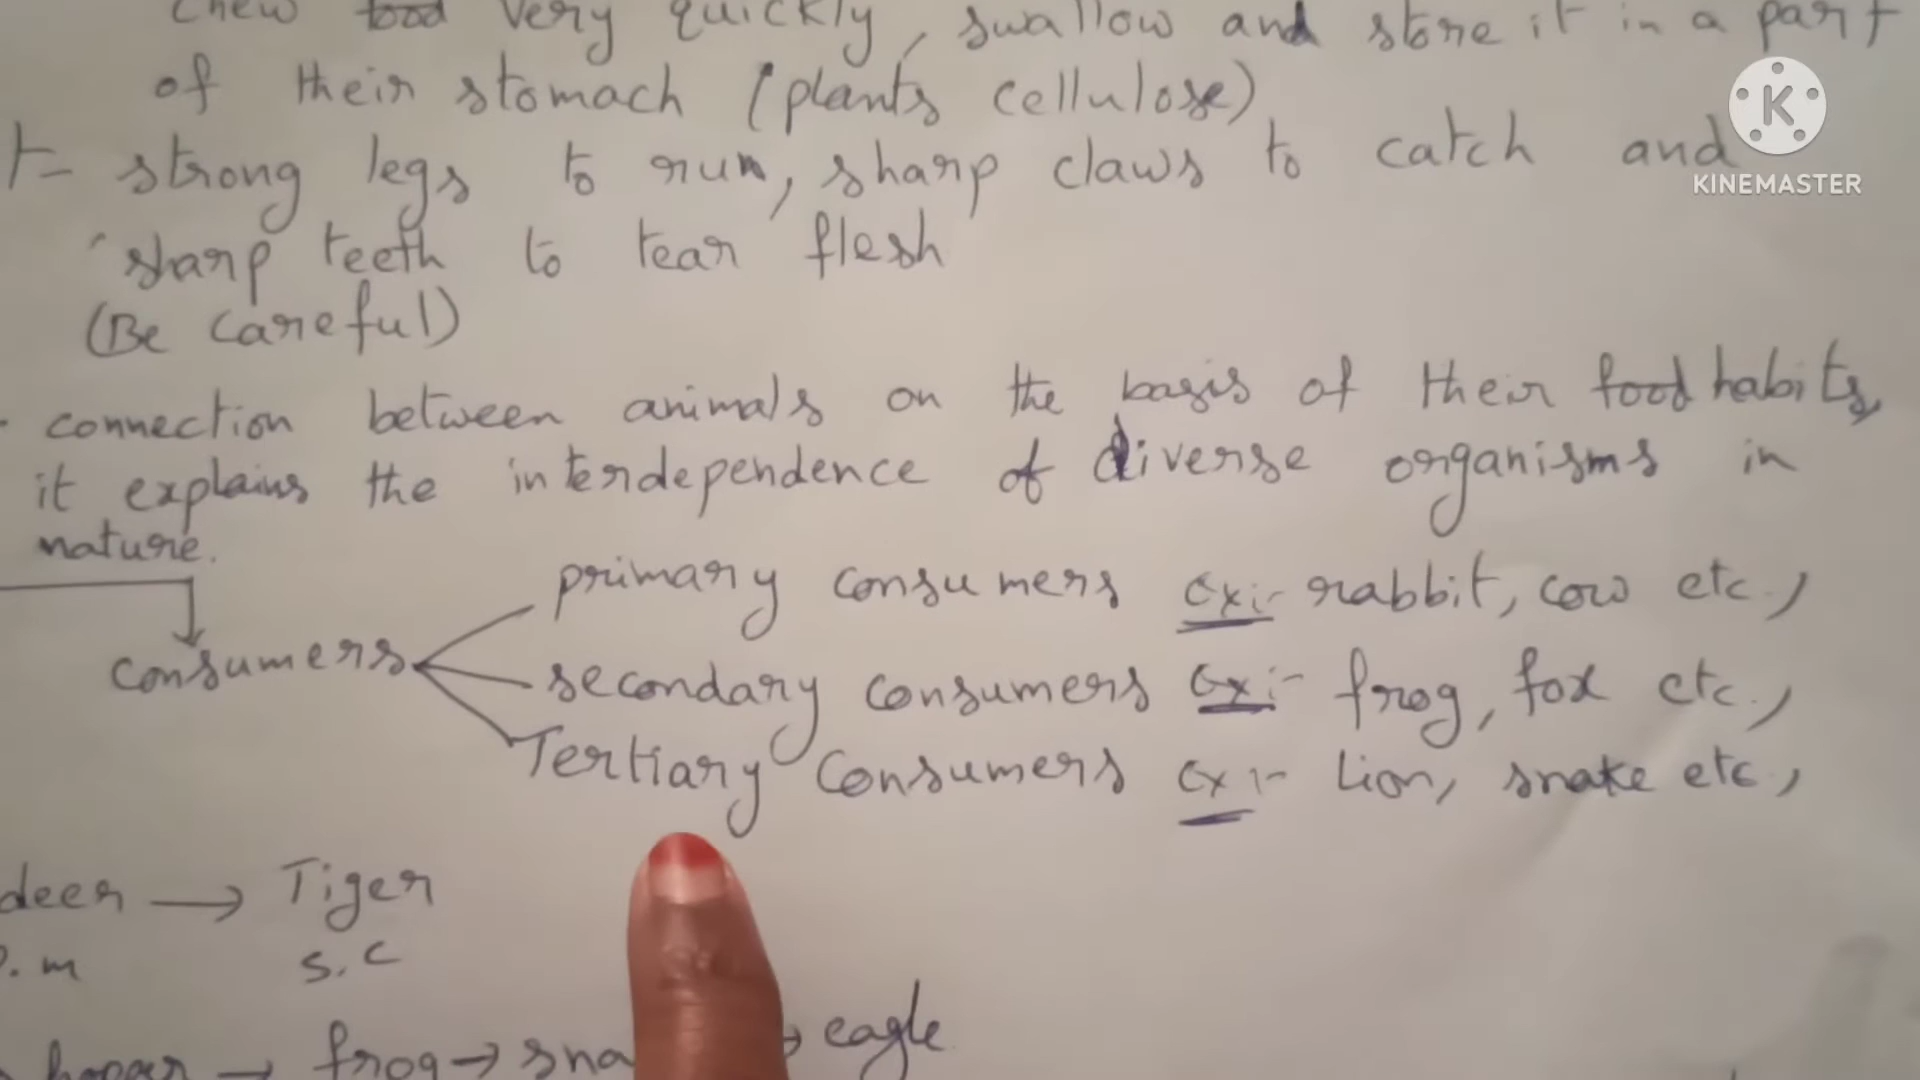 chew food very quickly, swallow and store it in a part
of their stomach (plants cellulose)
strong legs to run, sharp claws to catch and
sharp teeth to tear flesh
(Be careful)
connection between animals on the basis of their food habits,
it explains the interdependence of diverse organisms in
nature.
primary consumers ex:- rabbit, cow etc.,
consumers
secondary consumers ex:- frog, fox etc.,
Tertiary consumers ex:- Lion, snake etc.,
deer → Tiger
.m s.c
hopar → frog → sna → eagle
K
KINEMASTER